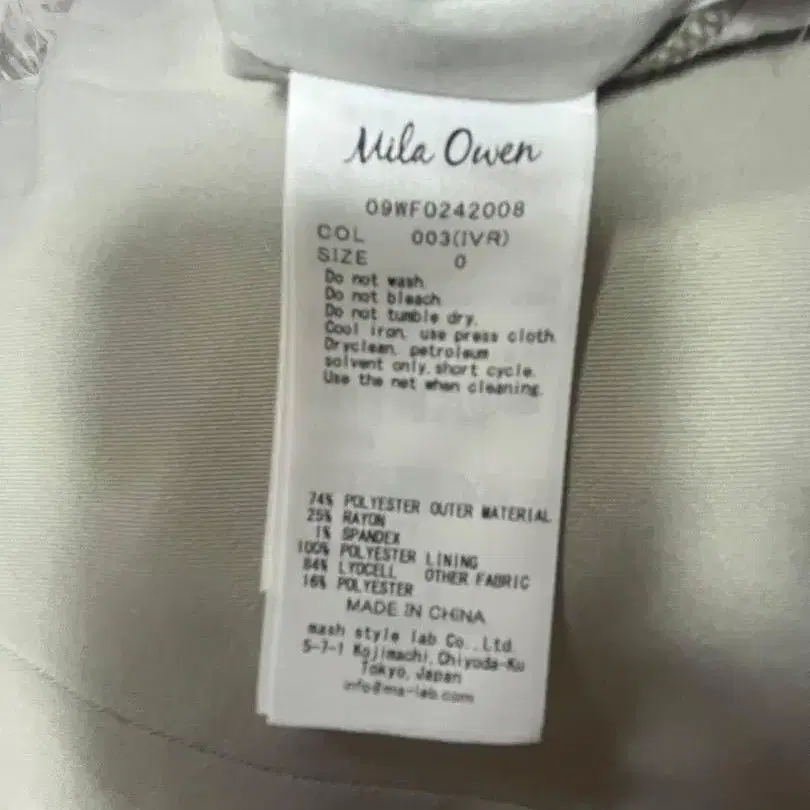 Mila Owen
09WF0242008
COL 003(IVR)
SIZE 0
Do not wash.
Do not bleach.
Do not tumble dry.
Cool iron, use press cloth.
Dryclean, petroleum
solvent only, short cycle.
Use the net when cleaning.
74% POLYESTER OUTER MATERIAL
25% RAYON
1% SPANDEX
100% POLYESTER LINING
84% LYOCELL OTHER FABRIC
16% POLYESTER
MADE IN CHINA
mash style lab Co.,Ltd.
5-7-1 Kojimachi,Chiyoda-Ku
Tokyo,Japan
info@ms-lab.com